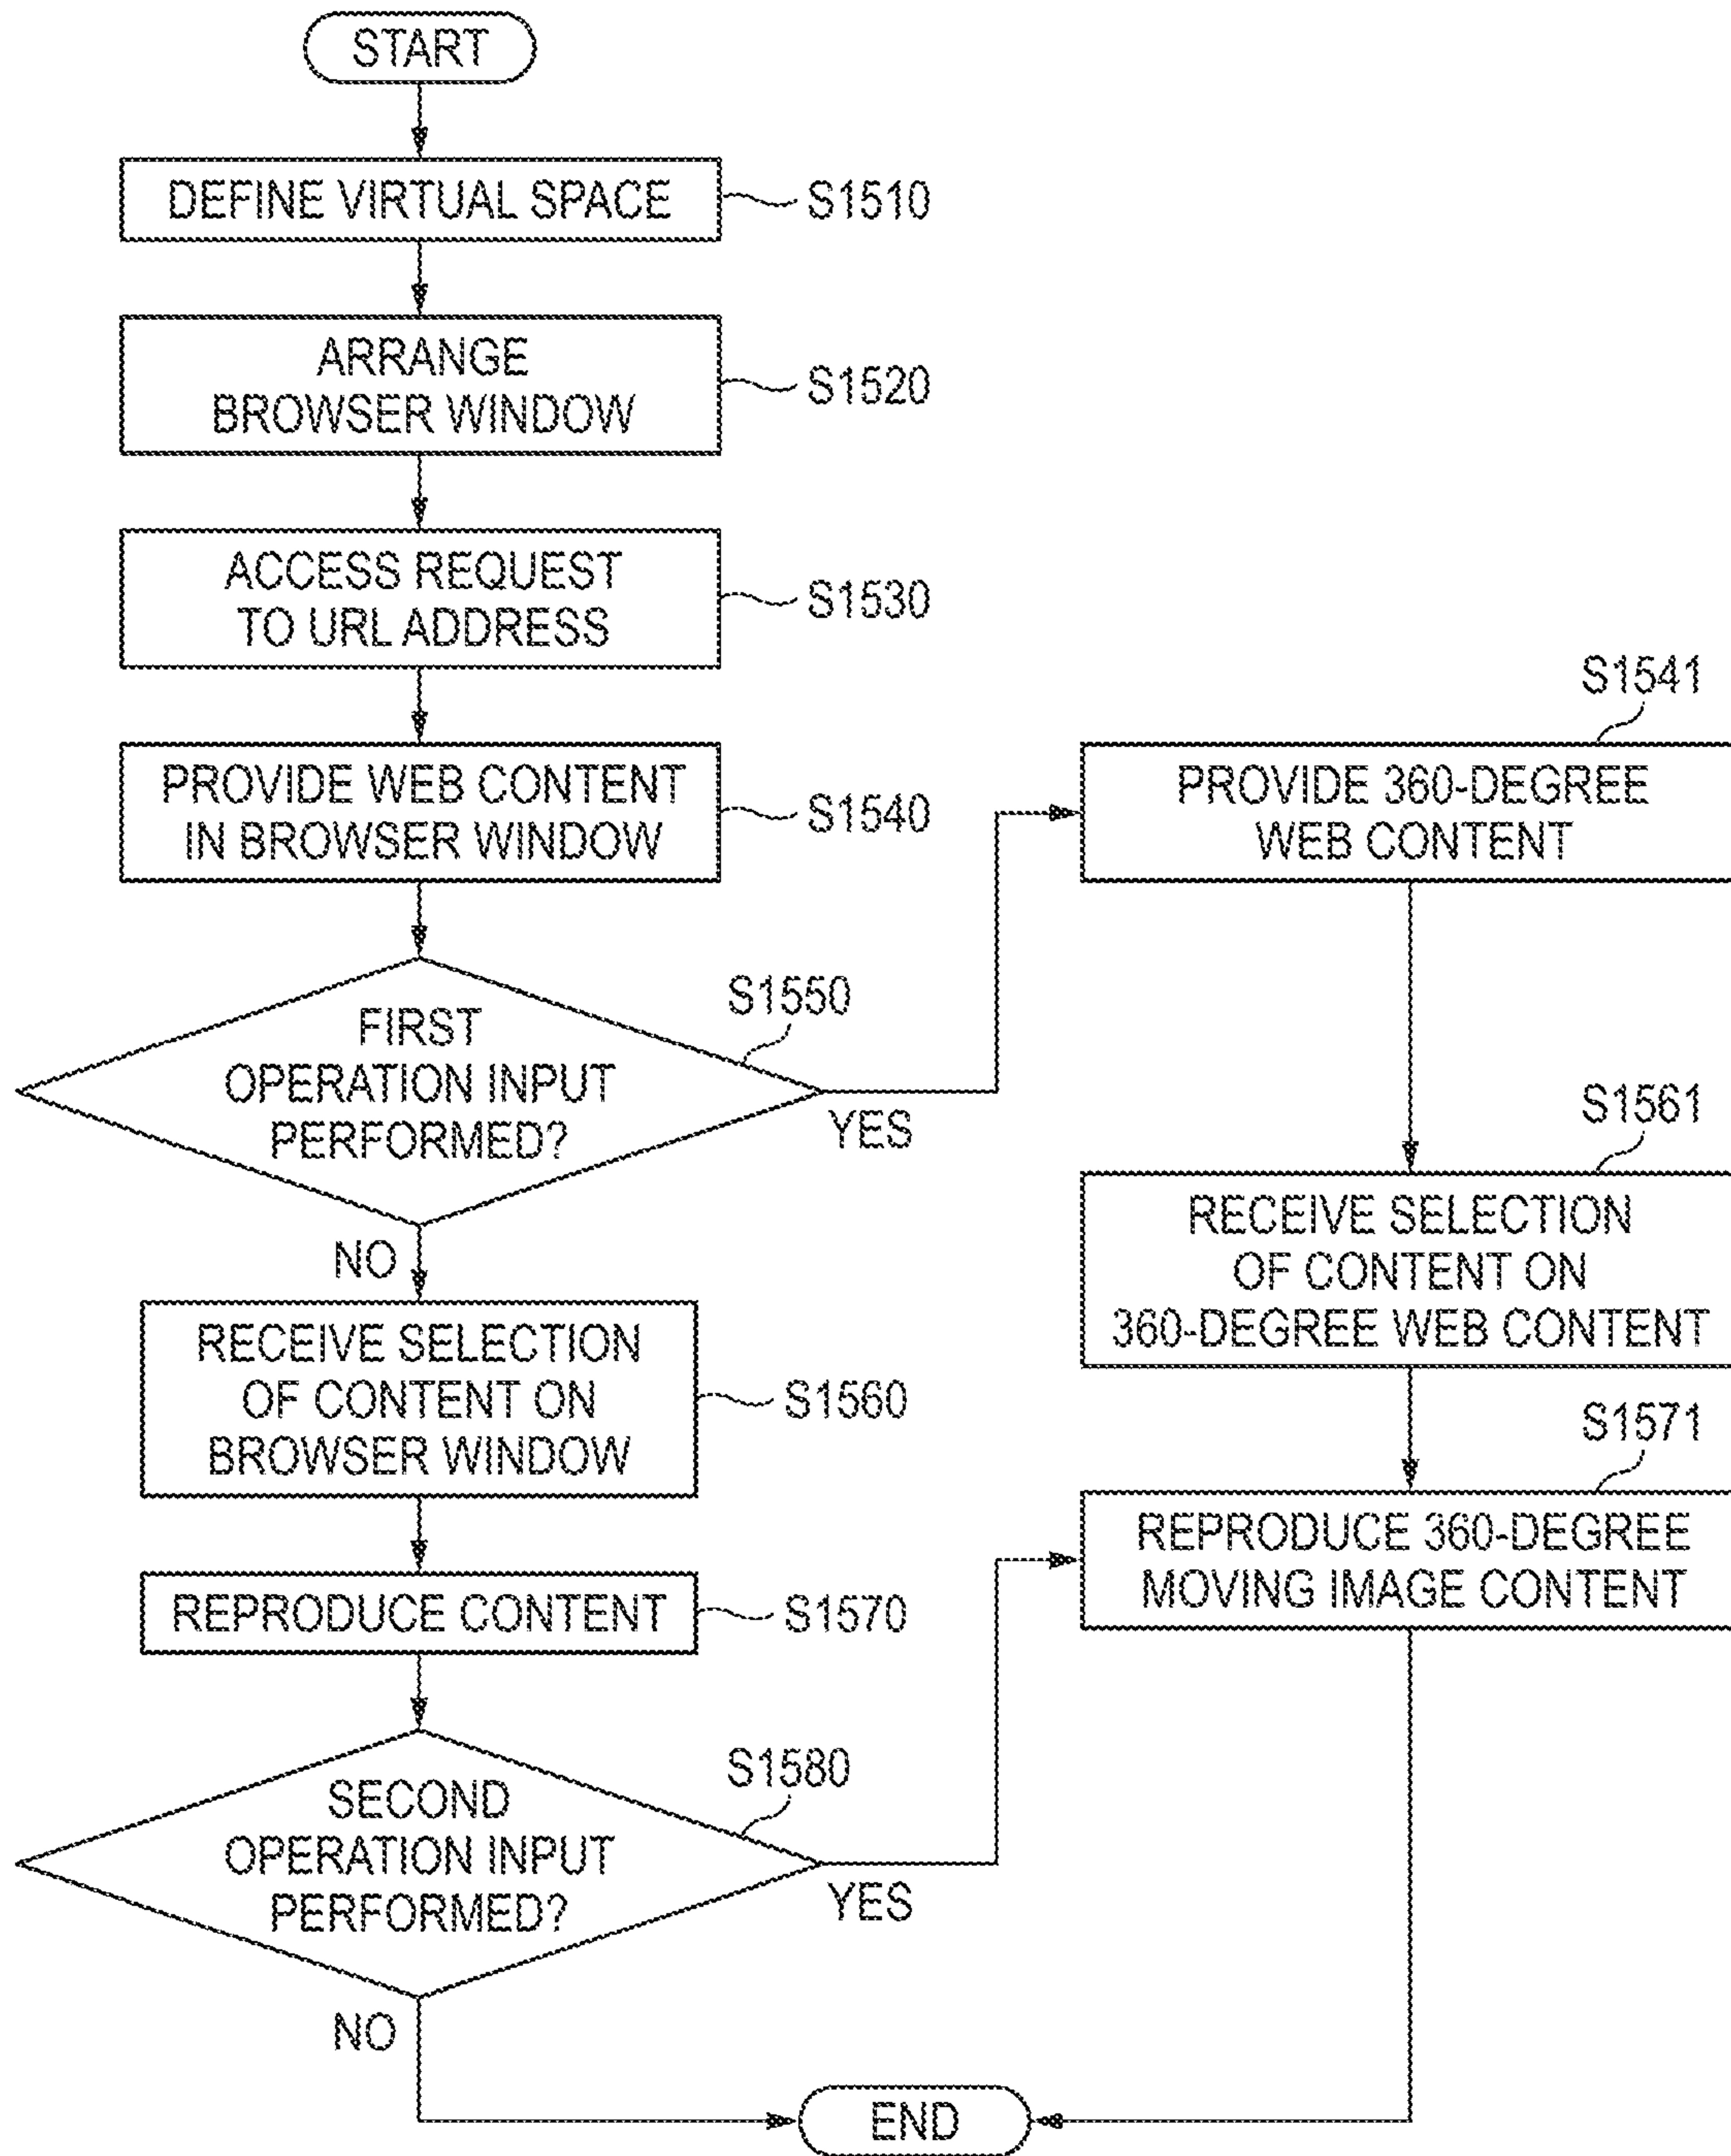 START
DEFINE VIRTUAL SPACE
S1510
ARRANGE
BROWSER WINDOW
S1520
ACCESS REQUEST
TO URL ADDRESS
S1530
PROVIDE WEB CONTENT
IN BROWSER WINDOW
S1540
S1541
PROVIDE 360-DEGREE
WEB CONTENT
FIRST
OPERATION INPUT
PERFORMED?
S1550
YES
NO
S1561
RECEIVE SELECTION
OF CONTENT ON
360-DEGREE WEB CONTENT
RECEIVE SELECTION
OF CONTENT ON
BROWSER WINDOW
S1560
S1571
REPRODUCE 360-DEGREE
MOVING IMAGE CONTENT
REPRODUCE CONTENT
S1570
SECOND
OPERATION INPUT
PERFORMED?
S1580
YES
NO
END